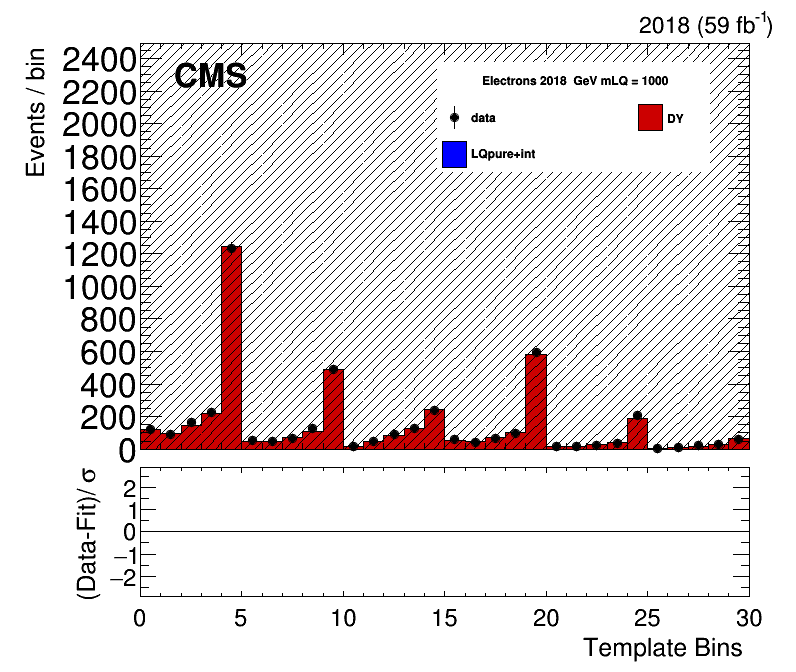 2018 (59 fb-1)
CMS
Electrons 2018 GeV mLQ = 1000
data
DY
LQpure+int
Events / bin
2400
2200
2000
1800
1600
1400
1200
1000
800
600
400
200
0
(Data-Fit)/ σ
2
1
0
−1
−2
0 5 10 15 20 25 30
Template Bins